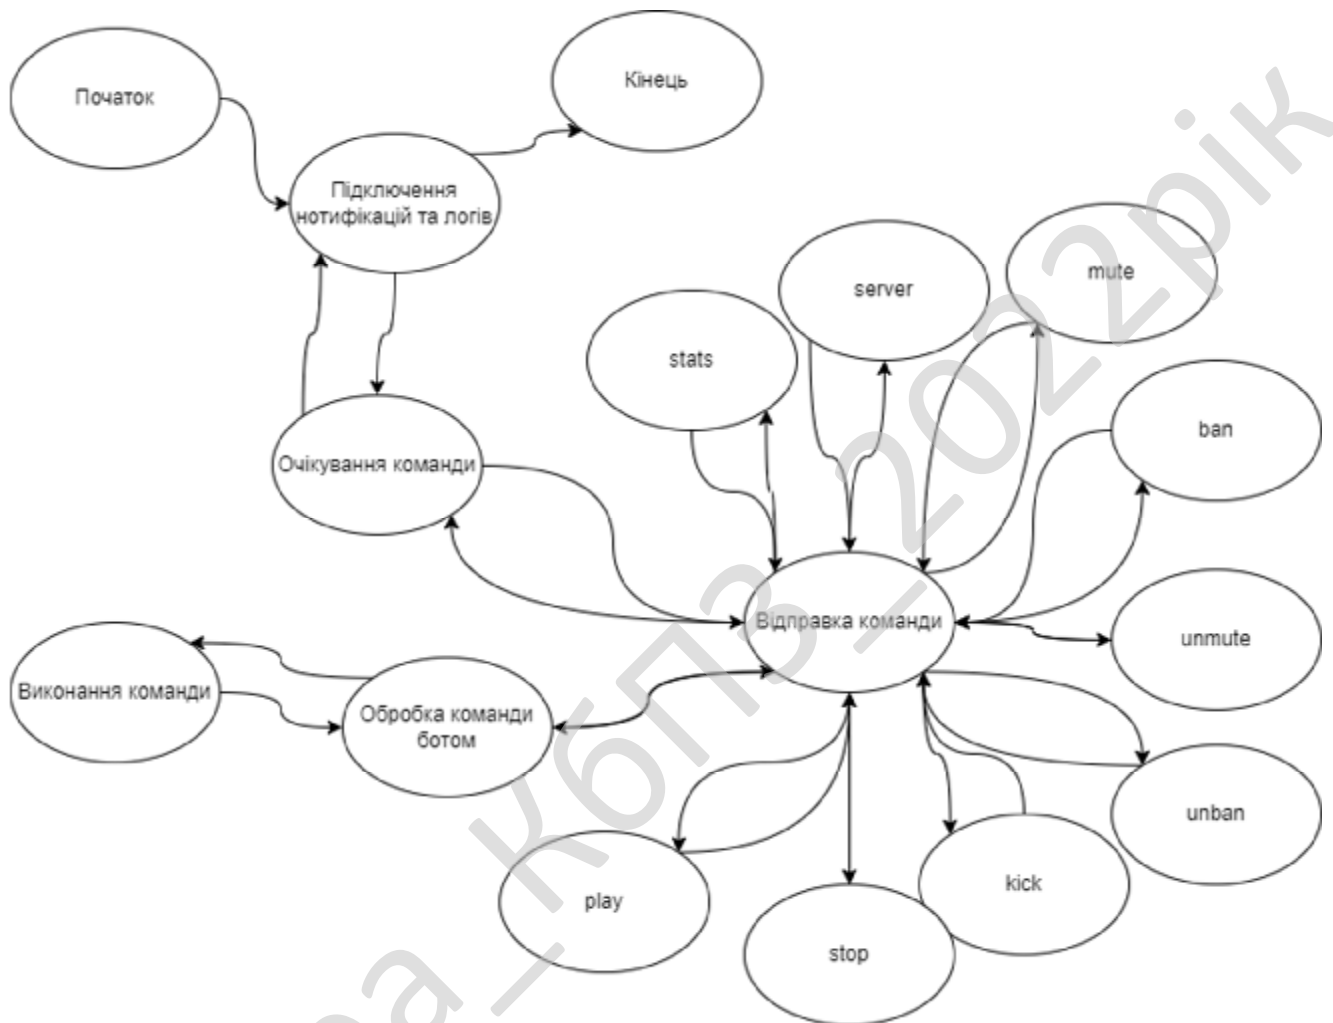 Початок
Кінець
Підключення
нотифікацій та логів
server
mute
stats
ban
Очікування команди
Відправка команди
unmute
Виконання команди
Обробка команди
ботом
unban
kick
play
stop
ра_КбПЗ_2022рік